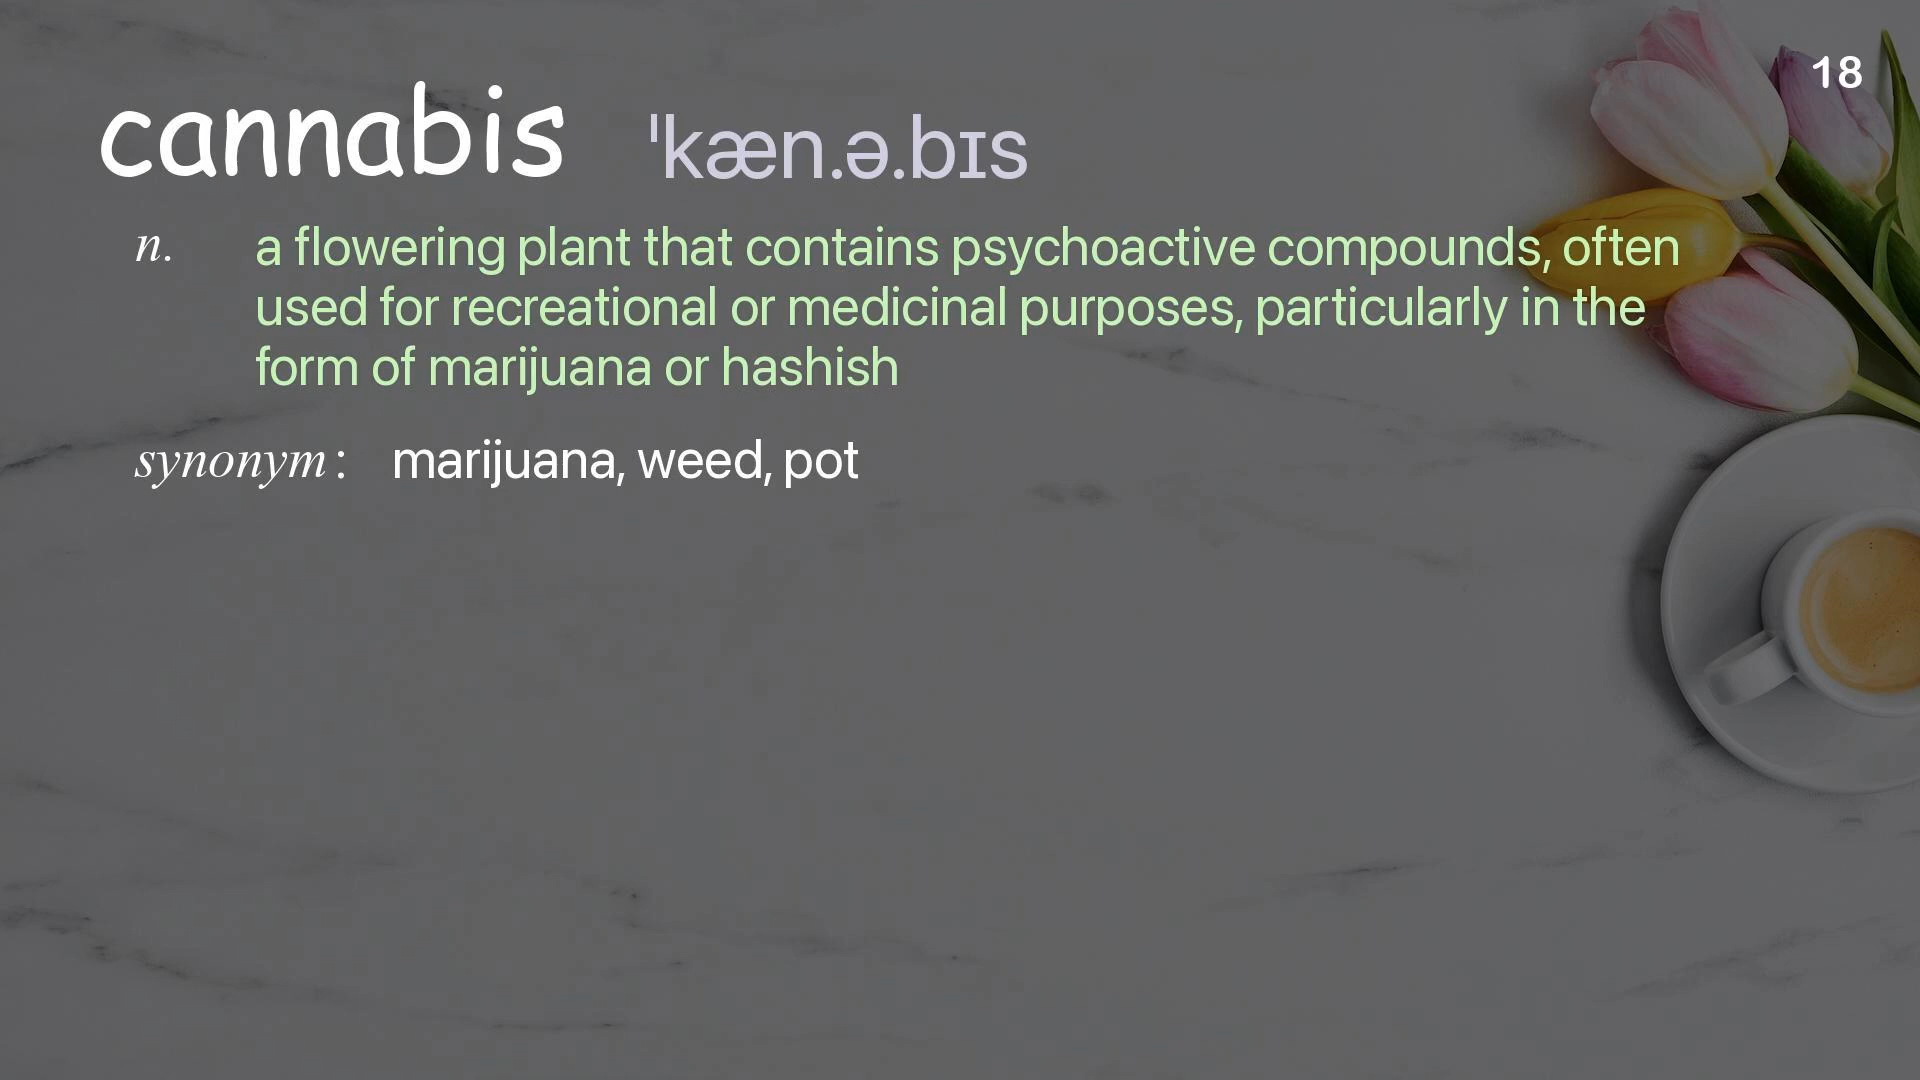 18
cannabis ˈkæn.ə.bɪs
n. a flowering plant that contains psychoactive compounds, often
used for recreational or medicinal purposes, particularly in the
form of marijuana or hashish
synonym: marijuana, weed, pot